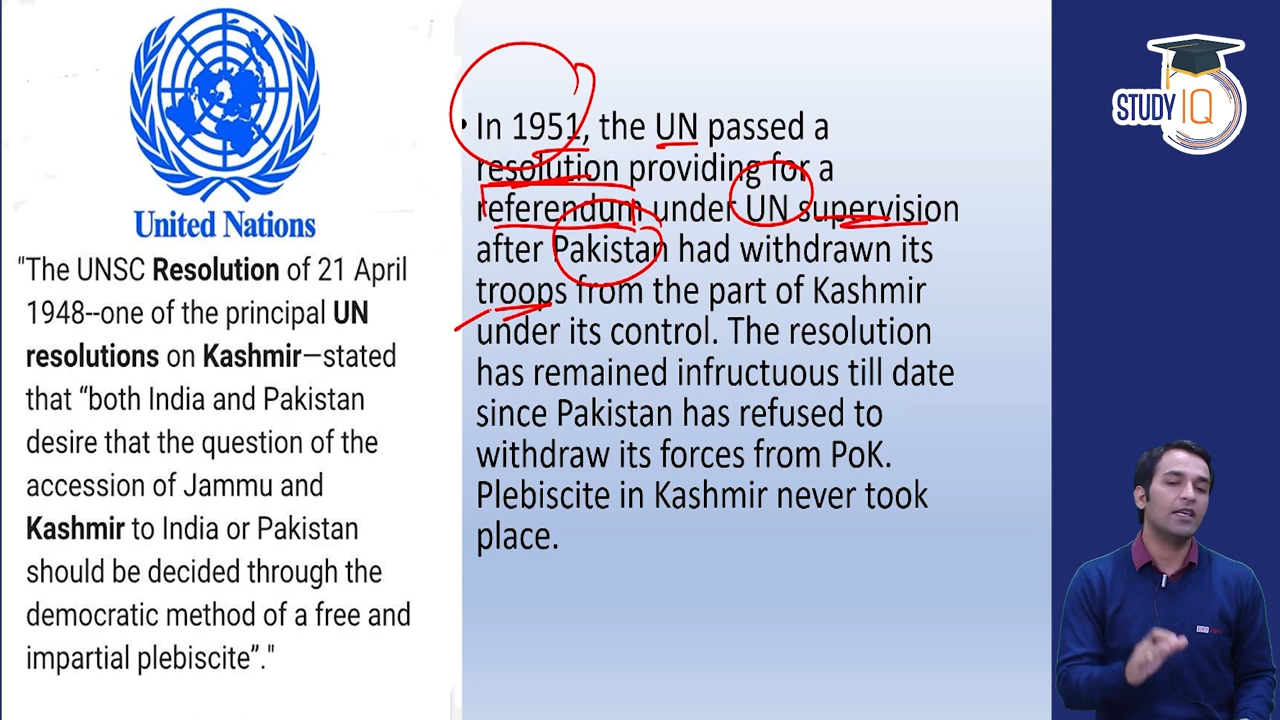 United Nations
"The UNSC Resolution of 21 April
1948--one of the principal UN
resolutions on Kashmir—stated
that “both India and Pakistan
desire that the question of the
accession of Jammu and
Kashmir to India or Pakistan
should be decided through the
democratic method of a free and
impartial plebiscite”."
• In 1951, the UN passed a
resolution providing for a
referendum under UN supervision
after Pakistan had withdrawn its
troops from the part of Kashmir
under its control. The resolution
has remained infructuous till date
since Pakistan has refused to
withdraw its forces from PoK.
Plebiscite in Kashmir never took
place.
STUDY IQ